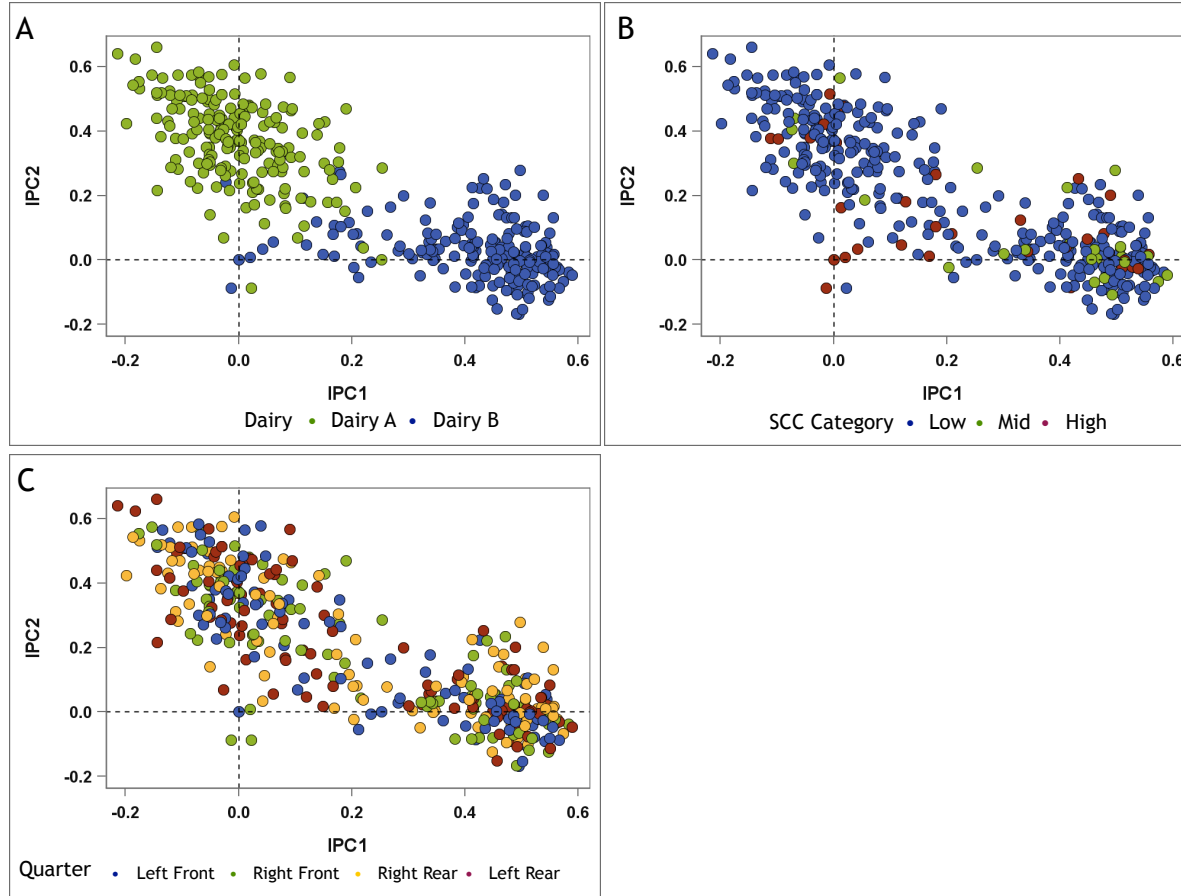 A
IPC2
0.6
0.4
0.2
0.0
-0.2
-0.2 0.0 0.2 0.4 0.6
IPC1
Dairy Dairy A Dairy B
B
IPC2
0.6
0.4
0.2
0.0
-0.2
-0.2 0.0 0.2 0.4 0.6
IPC1
SCC Category Low Mid High
C
IPC2
0.6
0.4
0.2
0.0
-0.2
-0.2 0.0 0.2 0.4 0.6
IPC1
Quarter Left Front Right Front Right Rear Left Rear